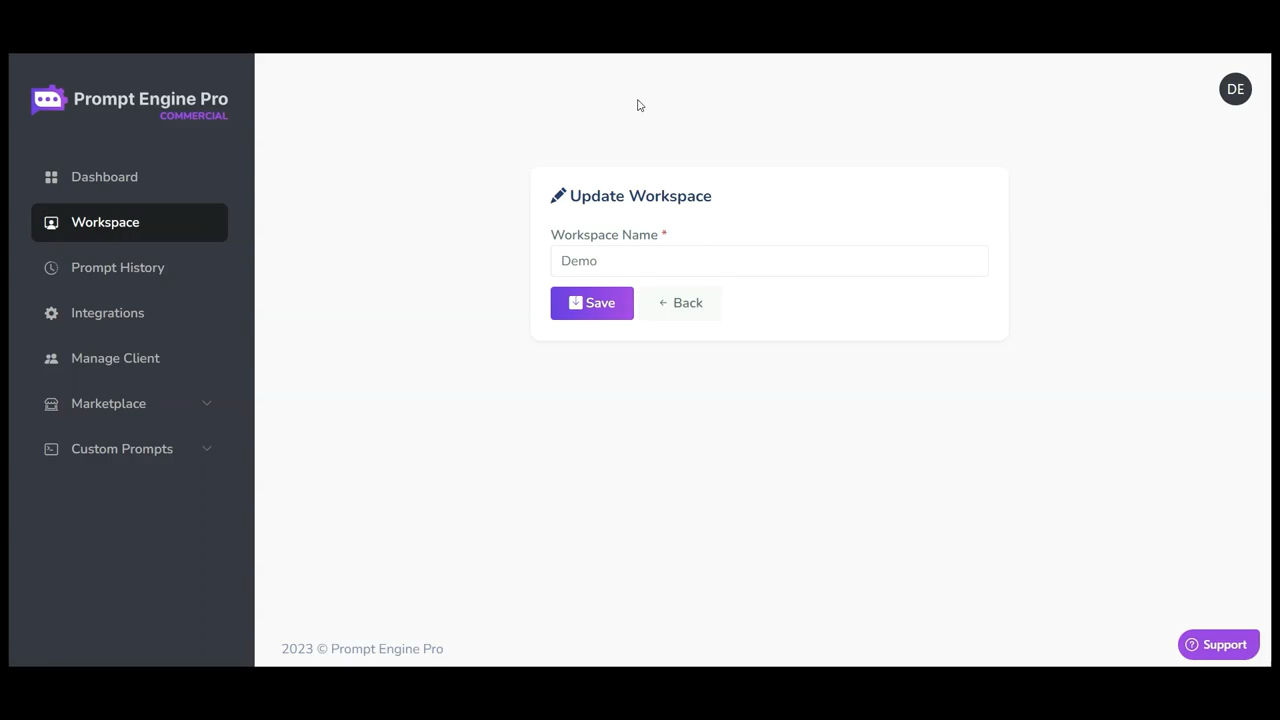 Prompt Engine Pro
COMMERCIAL
DE
Dashboard
Workspace
Prompt History
Integrations
Manage Client
Marketplace
Custom Prompts
Update Workspace
Workspace Name *
Demo
Save
← Back
2023 © Prompt Engine Pro
Support